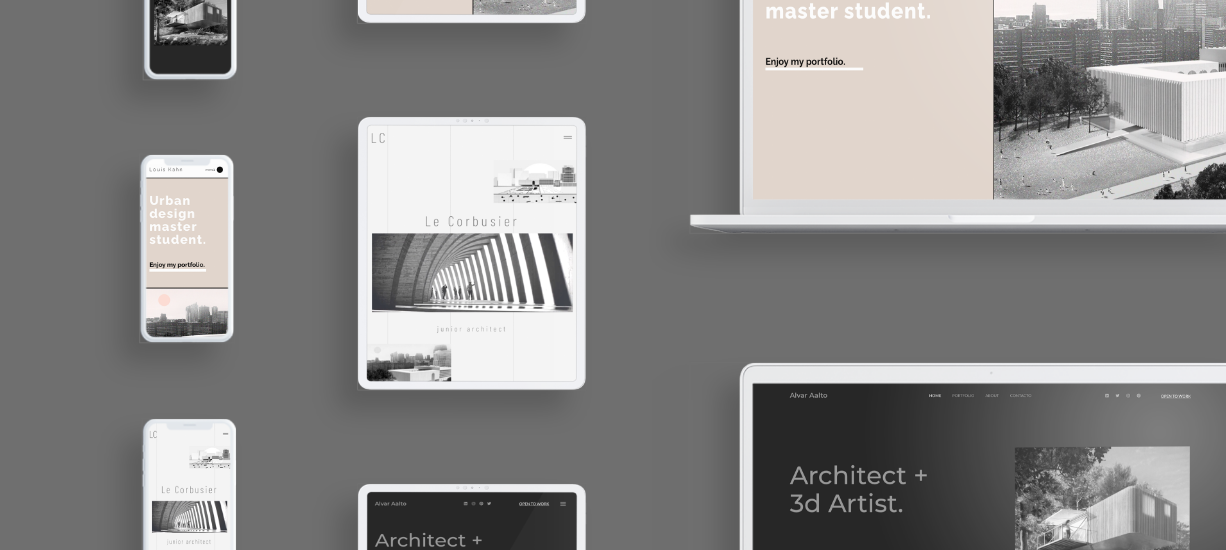 master student.
Enjoy my portfolio.
Louis Kahn
Urban
design
master
student.
Enjoy my portfolio.
LC
Le Corbusier
junior architect
LC
Le Corbusier
junior architect
Alvar Aalto
OPEN TO WORK
Architect +
Alvar Aalto
HOME PORTFOLIO ABOUT CONTACTO
OPEN TO WORK
Architect +
3d Artist.